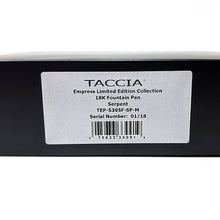 TACCIA
Empress Limited Edition Collection
18K Fountain Pen
Serpent
TEP-5395F-SP-M
Serial Number: 01/18